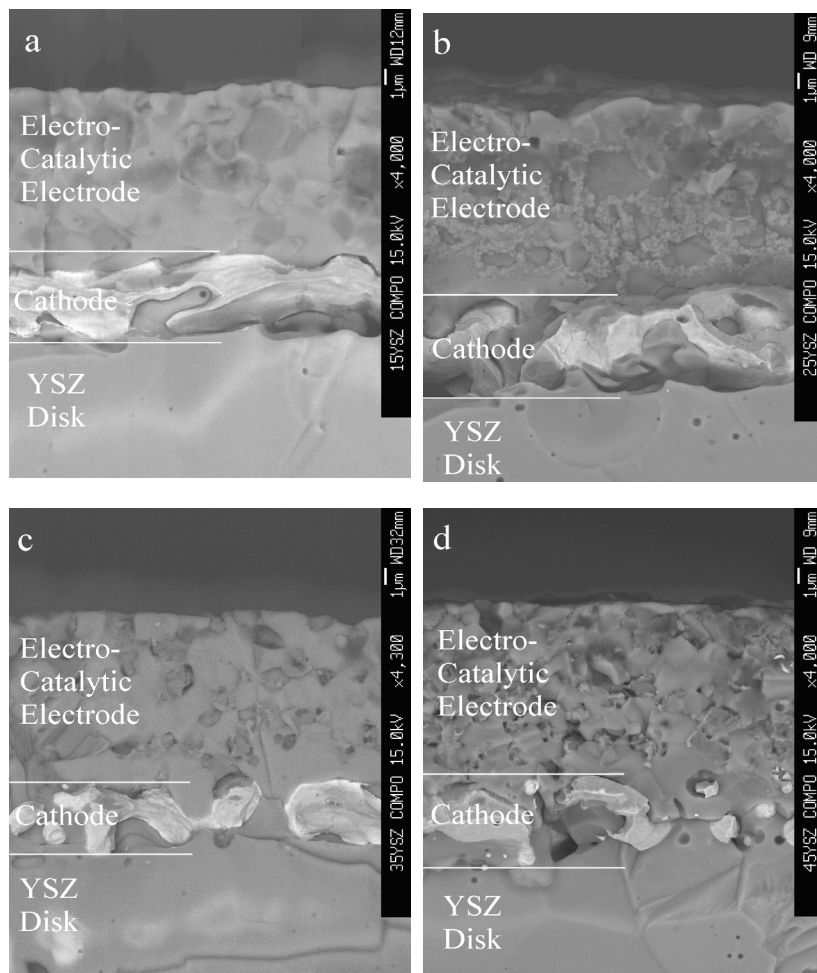 a
Electro-
Catalytic
Electrode
Cathode
YSZ
Disk
15YSZ COMPO 15.0kV ×4,000 1μm WD12mm
b
Electro-
Catalytic
Electrode
Cathode
YSZ
Disk
25YSZ COMPO 15.0kV ×4,000 1μm WD 9mm
c
Electro-
Catalytic
Electrode
Cathode
YSZ
Disk
35YSZ COMPO 15.0kV ×4,300 1μm WD32mm
d
Electro-
Catalytic
Electrode
Cathode
YSZ
Disk
45YSZ COMPO 15.0kV ×4,000 1μm WD 9mm